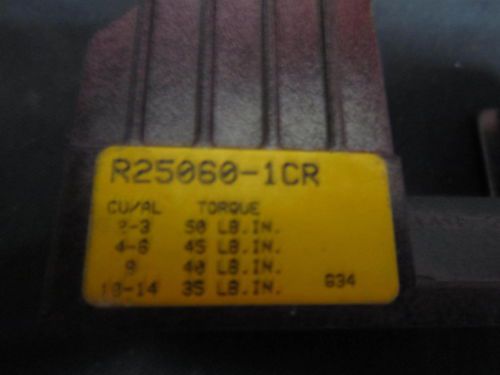 R25060-1CR
CU/AL TORQUE
2-3 50 LB.IN.
4-6 45 LB.IN.
8 40 LB.IN.
10-14 35 LB.IN.
G34